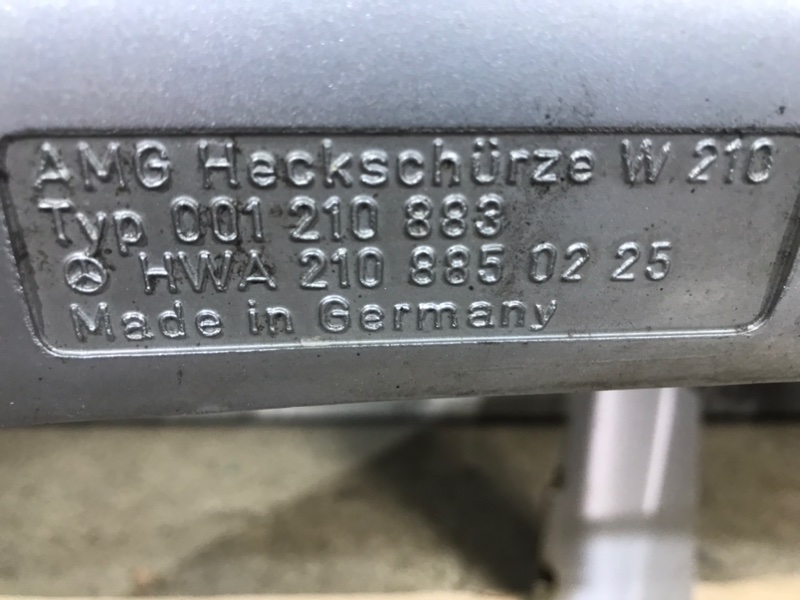 AMG Heckschürze W 210
Typ 001 210 883
HWA 210 885 02 25
Made in Germany